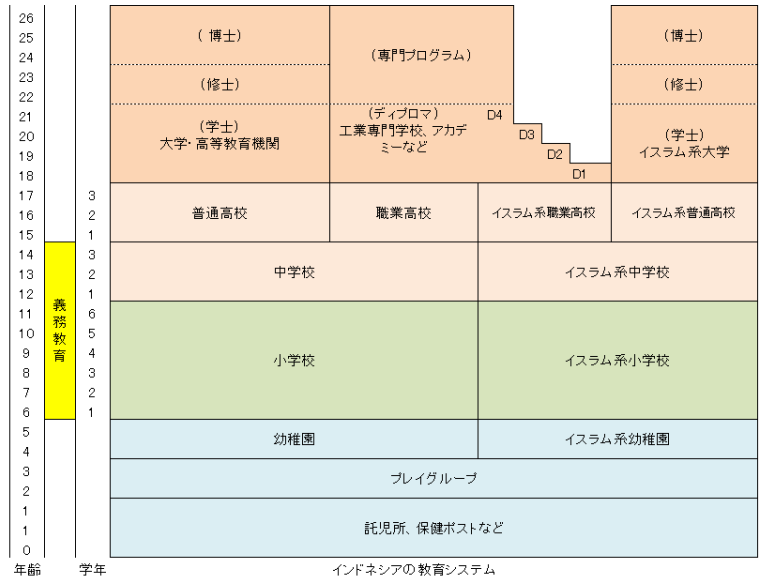 26
25
24
23
22
21
20
19
18
17
16
15
14
13
12
11
10
9
8
7
6
5
4
3
2
1
1
0
年齢
義務教育
3
2
1
3
2
1
6
5
4
3
2
1
学年
(博士)
(修士)
(学士)
大学・高等教育機関
(専門プログラム)
(ディプロマ)
工業専門学校、アカデ
ミーなど
D4
D3
D2
D1
(博士)
(修士)
(学士)
イスラム系大学
普通高校
職業高校
イスラム系職業高校
イスラム系普通高校
中学校
イスラム系中学校
小学校
イスラム系小学校
幼稚園
イスラム系幼稚園
プレイグループ
託児所、保健ポストなど
インドネシアの教育システム